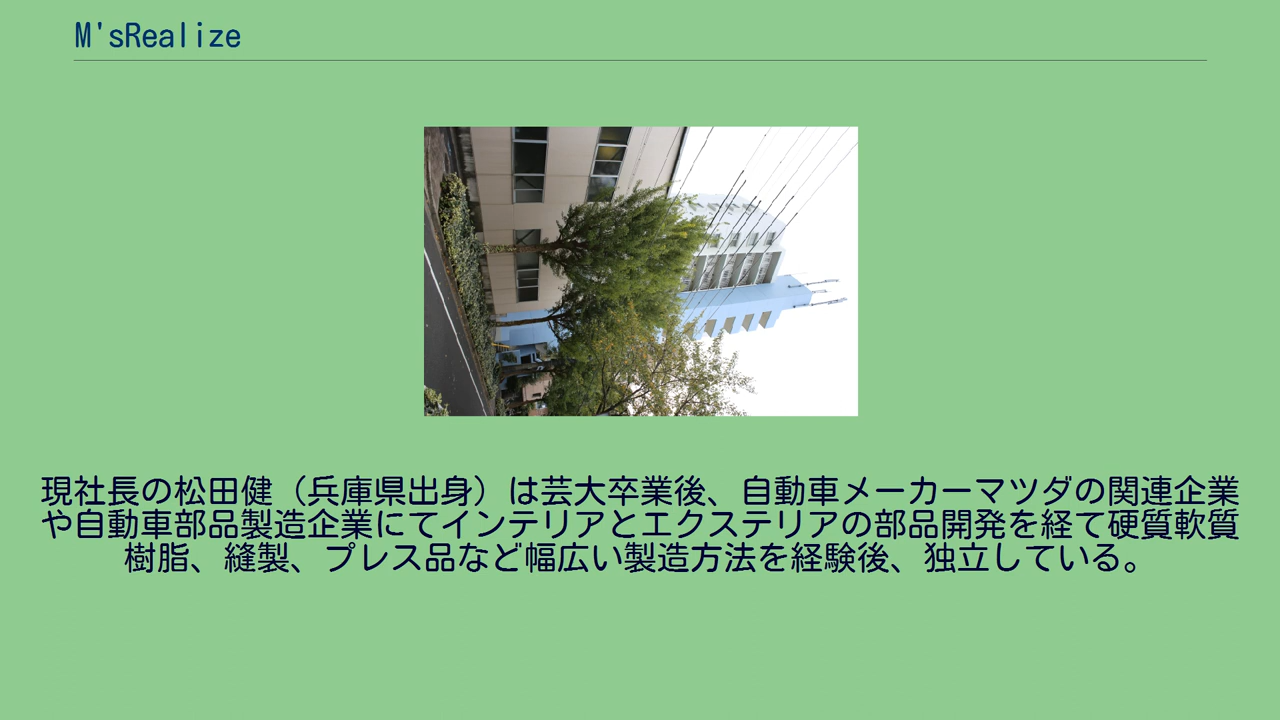 M'sRealize
現社長の松田健（兵庫県出身）は芸大卒業後、自動車メーカーマツダの関連企業
や自動車部品製造企業にてインテリアとエクステリアの部品開発を経て硬質軟質
樹脂、縫製、プレス品など幅広い製造方法を経験後、独立している。